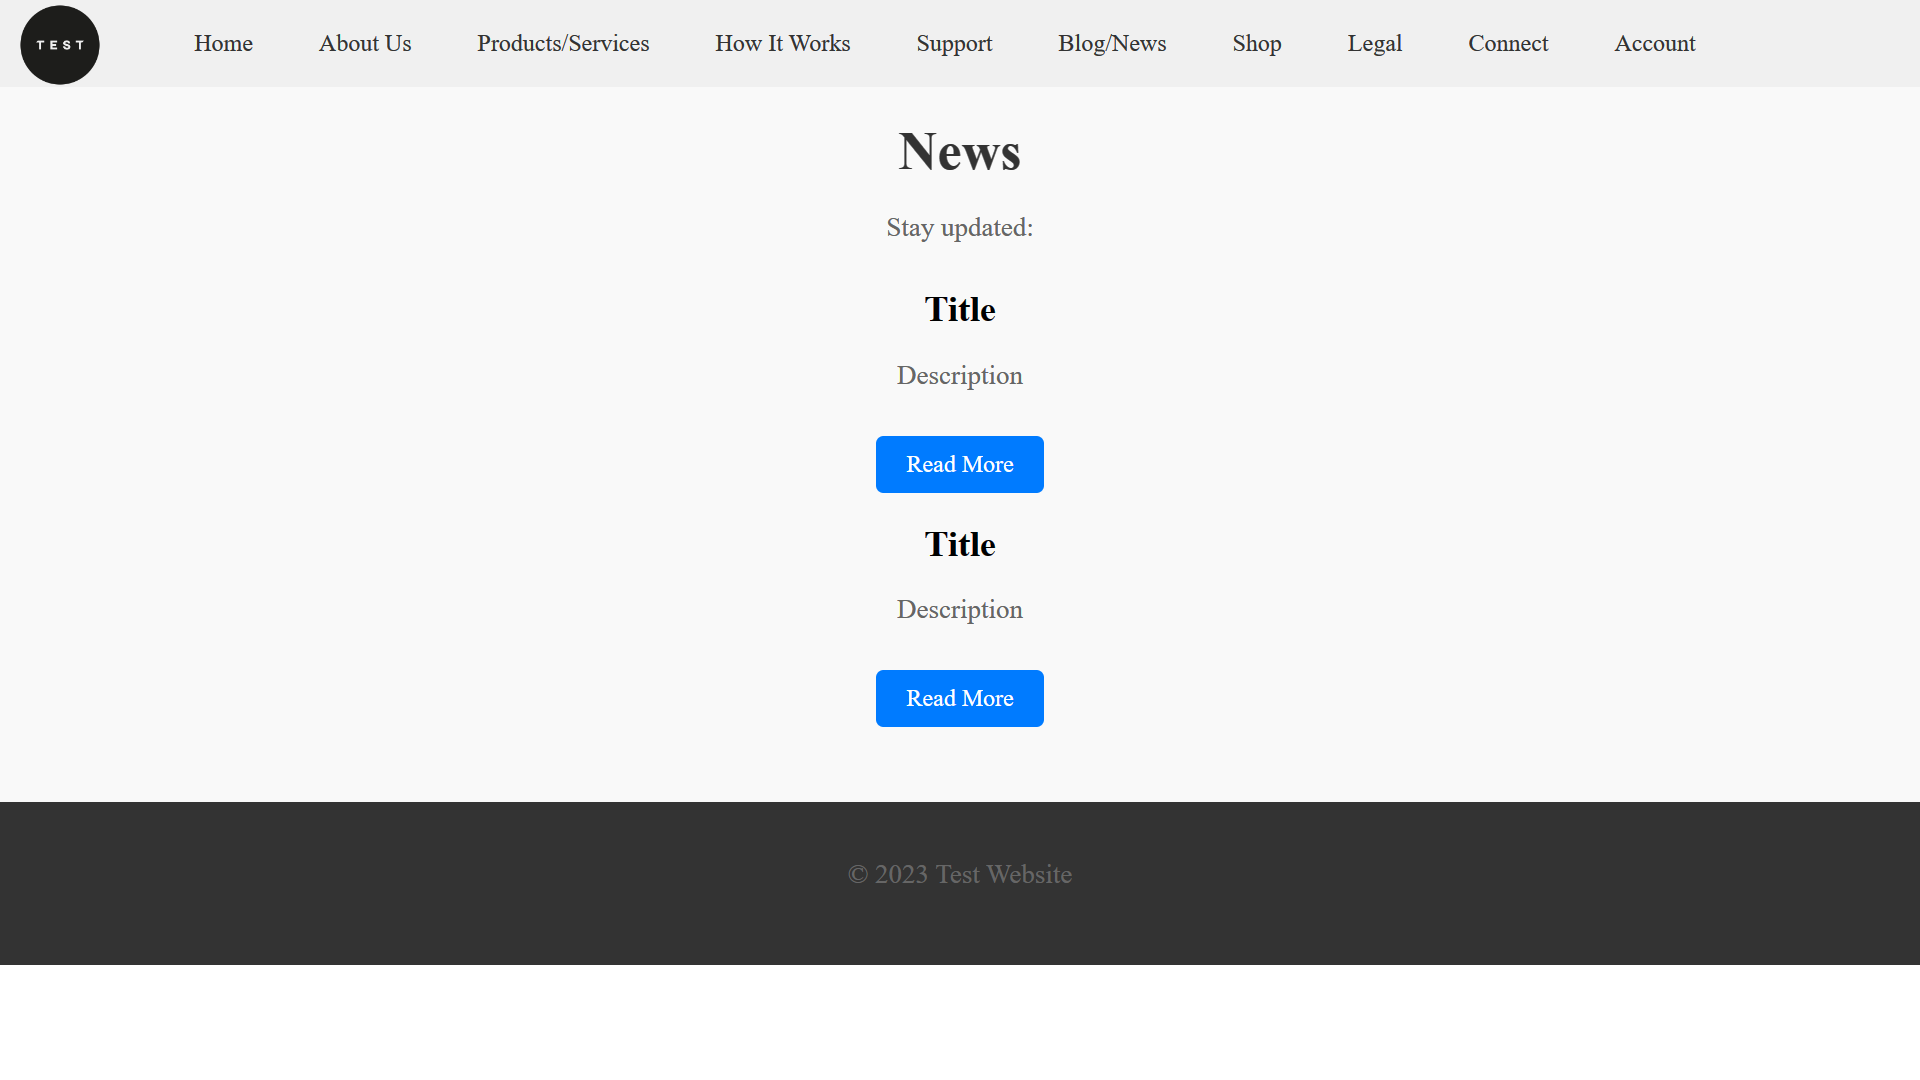 TEST
Home About Us Products/Services How It Works Support Blog/News Shop Legal Connect Account
News
Stay updated:
Title
Description
Read More
Title
Description
Read More
© 2023 Test Website